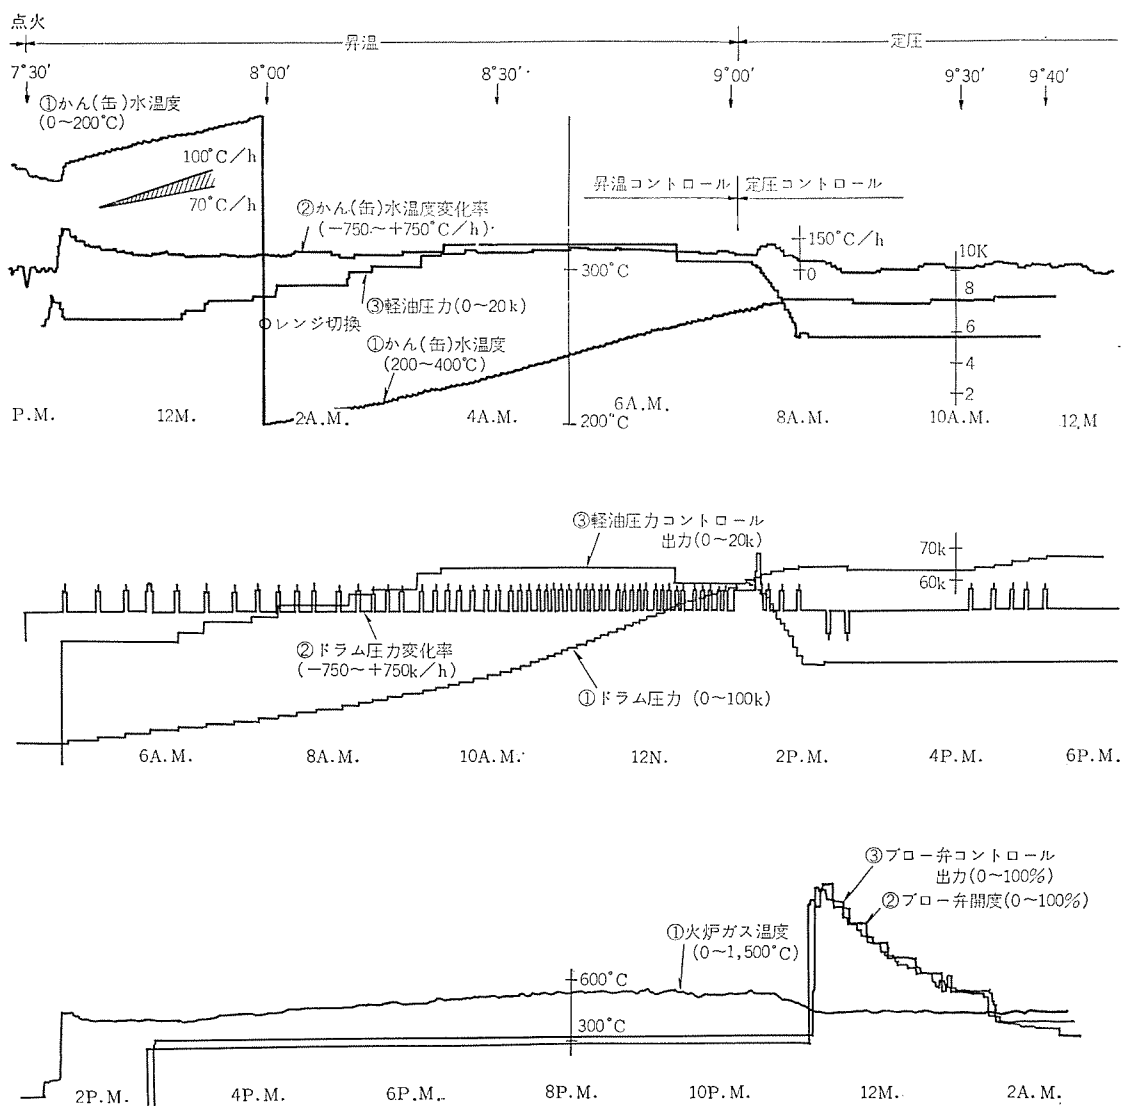 点火
昇温
定圧
7°30′
8°00′
8°30′
9°00′
9°30′
9°40′
①かん(缶)水温度
(0~200°C)
100°C/h
70°C/h
昇温コントロール
定圧コントロール
②かん(缶)水温度変化率
(−750~+750°C/h)
150°C/h
0
10K
8
6
4
2
300°C
③軽油圧力(0~20k)
レンジ切換
①かん(缶)水温度
(200~400°C)
200°C
P.M.
12M.
2A.M.
4A.M.
6A.M.
8A.M.
10A.M.
12,M
③軽油圧力コントロール
出力(0~20k)
70k
60k
②ドラム圧力変化率
(−750~+750k/h)
①ドラム圧力 (0~100k)
6A.M.
8A.M.
10A.M.
12N.
2P.M.
4P.M.
6P.M.
③ブロー弁コントロール
出力(0~100%)
②ブロー弁開度(0~100%)
①火炉ガス温度
(0~1,500°C)
600°C
300°C
2P.M.
4P.M.
6P.M.
8P.M.
10P.M.
12M.
2A.M.